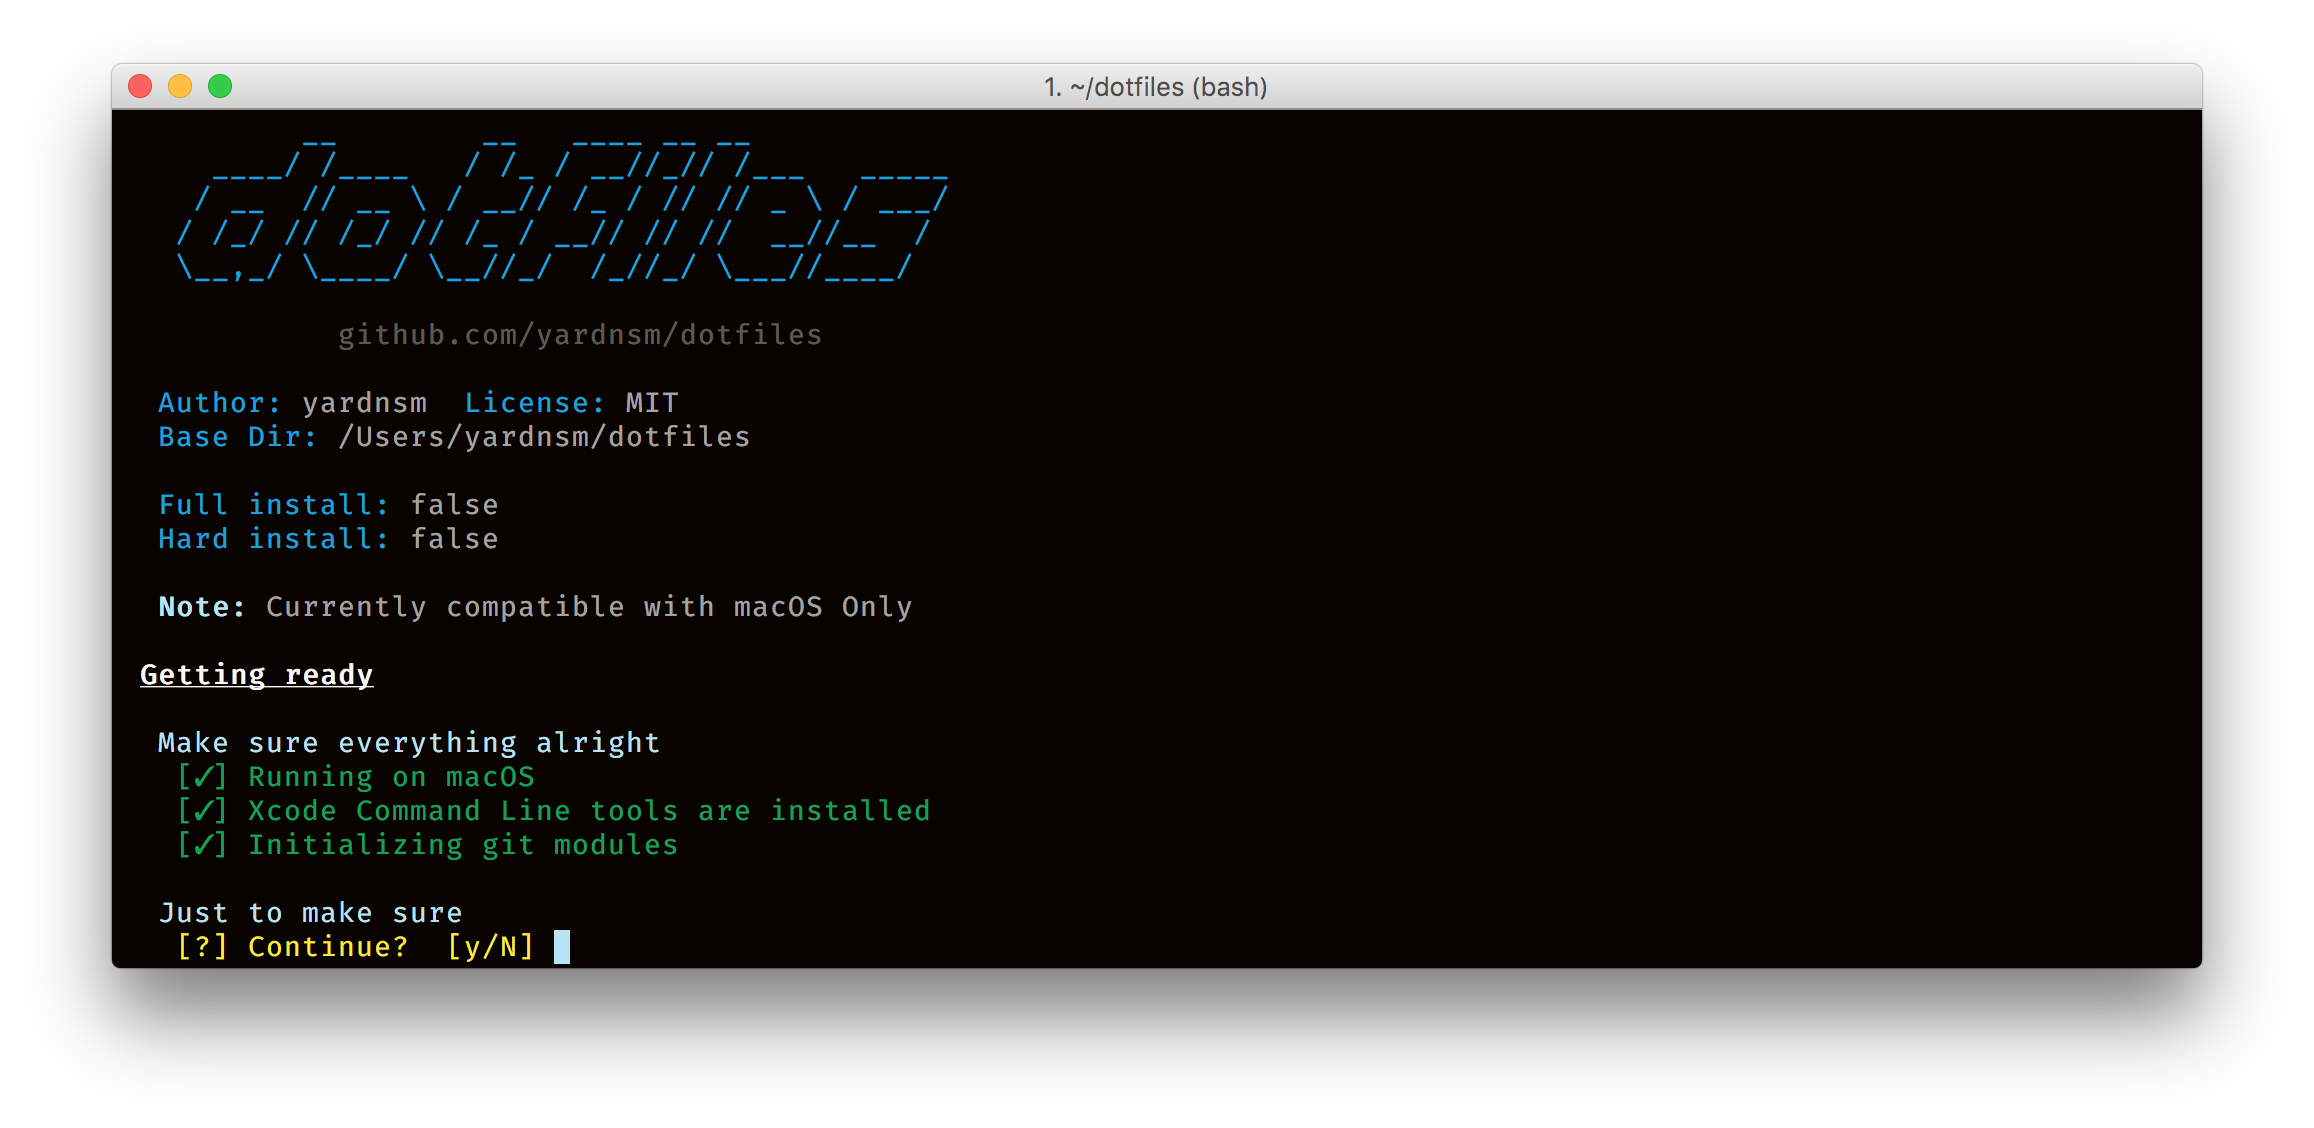 1. ~/dotfiles (bash)
dotfiles
github.com/yardnsm/dotfiles
Author: yardnsm  License: MIT
Base Dir: /Users/yardnsm/dotfiles
Full install: false
Hard install: false
Note: Currently compatible with macOS Only
Getting ready
Make sure everything alright
[✓] Running on macOS
[✓] Xcode Command Line tools are installed
[✓] Initializing git modules
Just to make sure
[?] Continue?  [y/N]